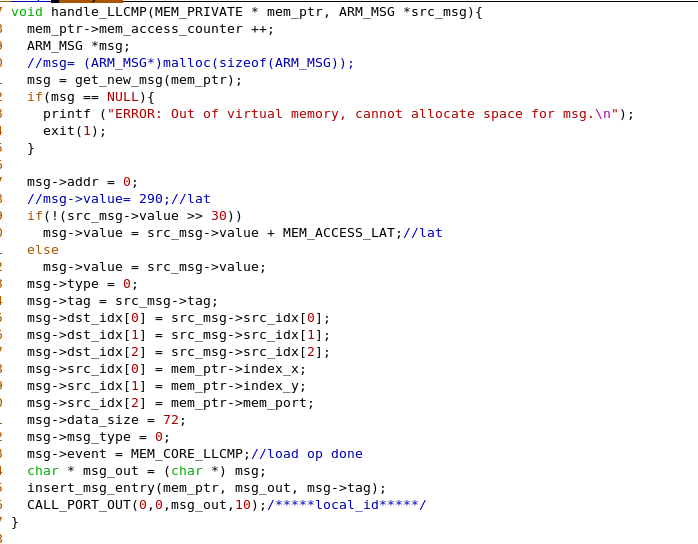 void handle_LLCMP(MEM_PRIVATE * mem_ptr, ARM_MSG *src_msg){
  mem_ptr->mem_access_counter ++;
  ARM_MSG *msg;
  //msg= (ARM_MSG*)malloc(sizeof(ARM_MSG));
  msg = get_new_msg(mem_ptr);
  if(msg == NULL){
    printf ("ERROR: Out of virtual memory, cannot allocate space for msg.\n");
    exit(1);
  }

  msg->addr = 0;
  //msg->value= 290;//lat
  if(!(src_msg->value >> 30))
    msg->value = src_msg->value + MEM_ACCESS_LAT;//lat
  else
    msg->value = src_msg->value;
  msg->type = 0;
  msg->tag = src_msg->tag;
  msg->dst_idx[0] = src_msg->src_idx[0];
  msg->dst_idx[1] = src_msg->src_idx[1];
  msg->dst_idx[2] = src_msg->src_idx[2];
  msg->src_idx[0] = mem_ptr->index_x;
  msg->src_idx[1] = mem_ptr->index_y;
  msg->src_idx[2] = mem_ptr->mem_port;
  msg->data_size = 72;
  msg->msg_type = 0;
  msg->event = MEM_CORE_LLCMP;//load op done
  char * msg_out = (char *) msg;
  insert_msg_entry(mem_ptr, msg_out, msg->tag);
  CALL_PORT_OUT(0,0,msg_out,10);/*****local_id*****/
}